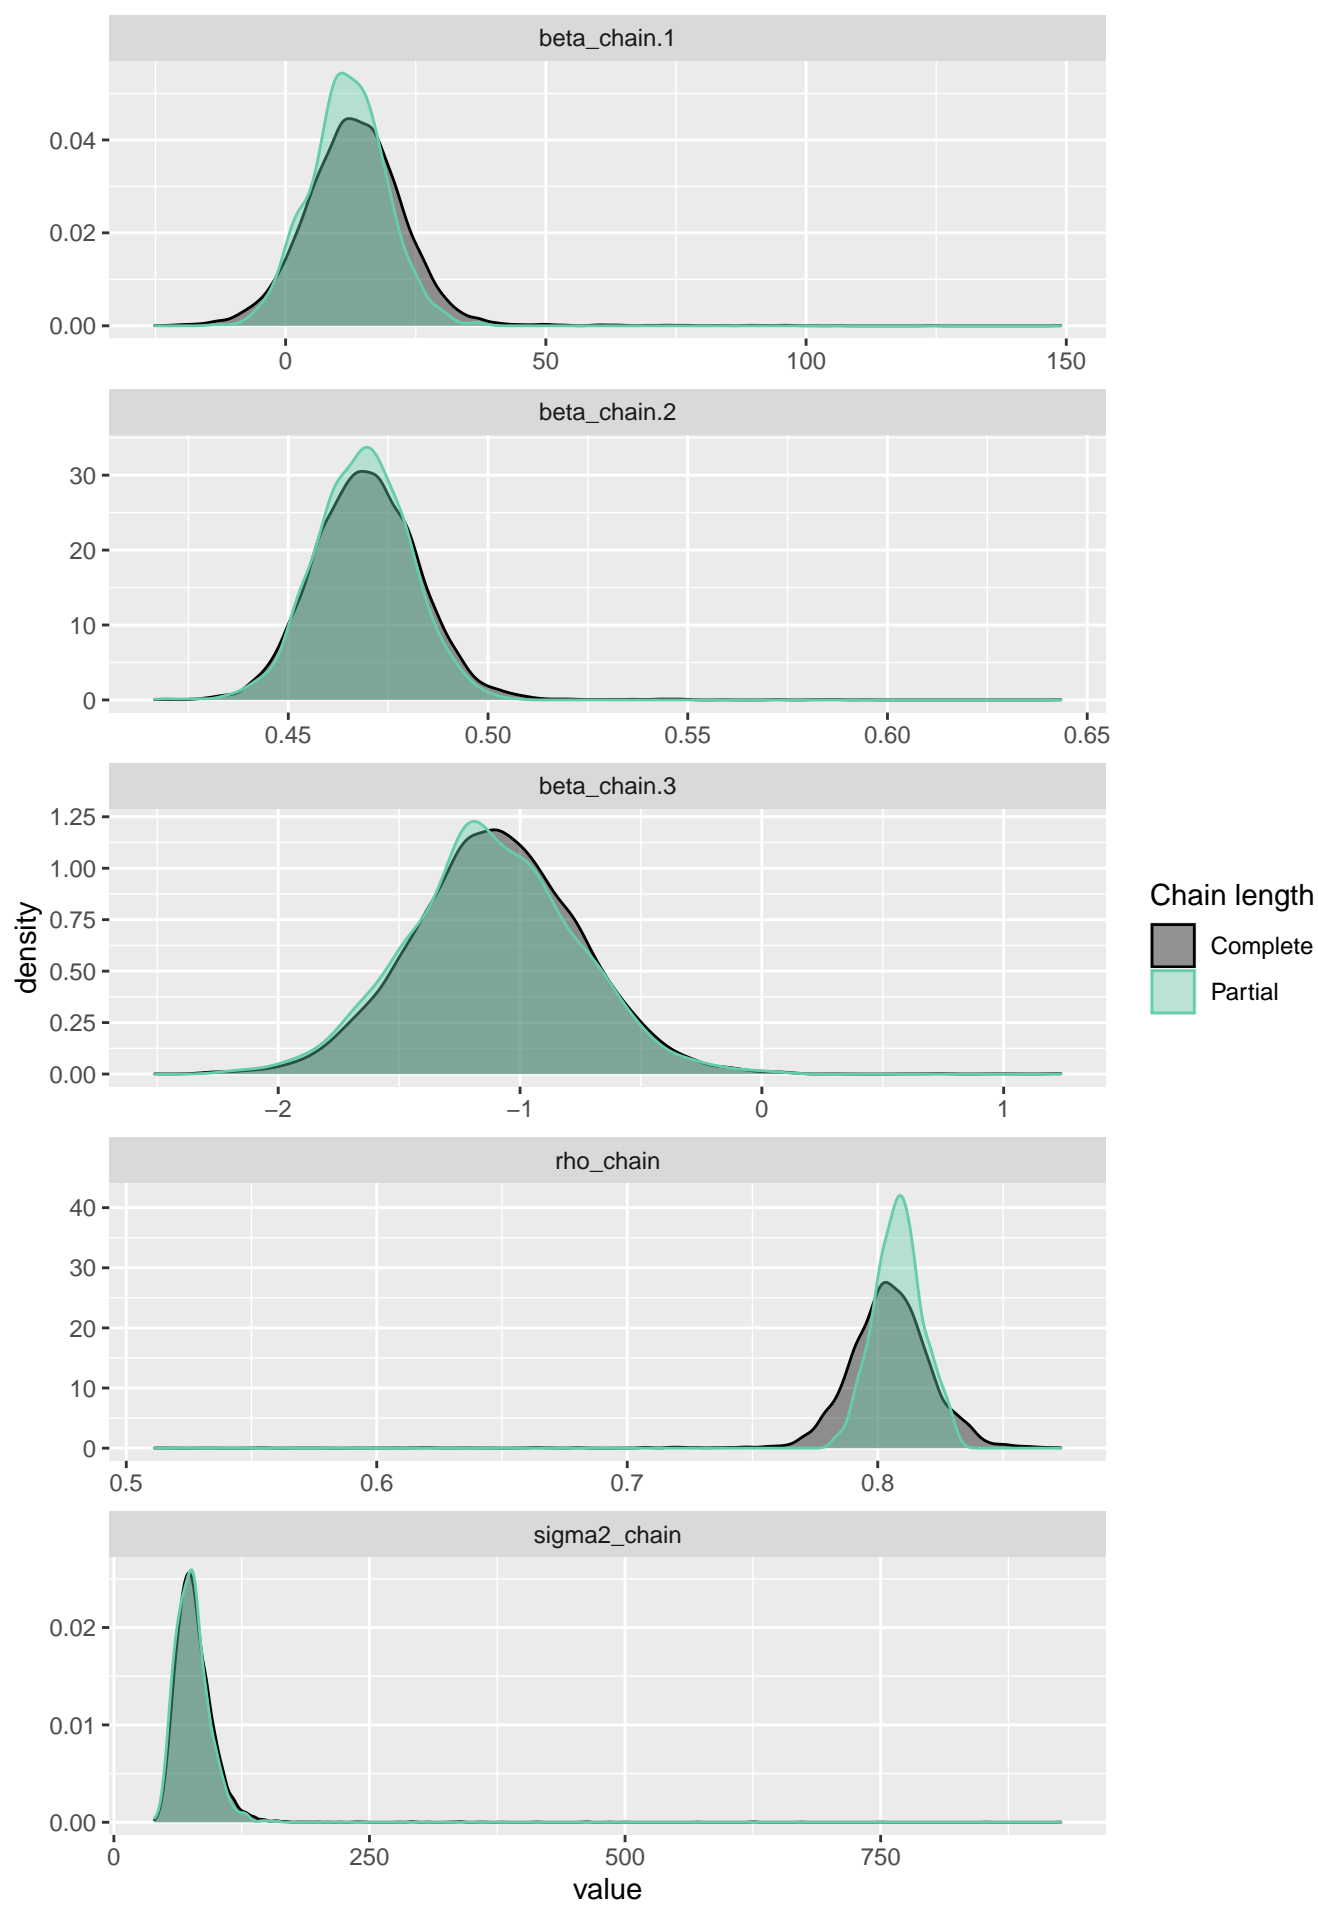 beta_chain.1
0.04
0.02
0.00
0 50 100 150
beta_chain.2
30
20
10
0
0.45 0.50 0.55 0.60 0.65
beta_chain.3
1.25
1.00
0.75
0.50
0.25
0.00
−2 −1 0 1
density
Chain length
Complete
Partial
rho_chain
40
30
20
10
0
0.5 0.6 0.7 0.8
sigma2_chain
0.02
0.01
0.00
0 250 500 750
value